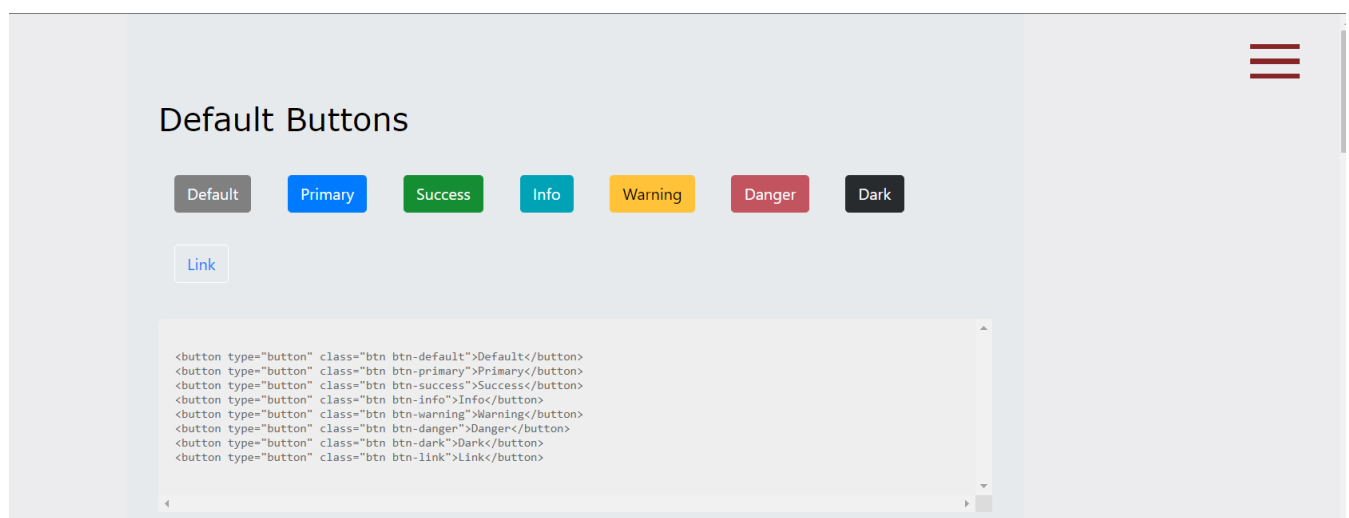 Default Buttons
Default Primary Success Info Warning Danger Dark
Link
<button type="button" class="btn btn-default">Default</button>
<button type="button" class="btn btn-primary">Primary</button>
<button type="button" class="btn btn-success">Success</button>
<button type="button" class="btn btn-info">Info</button>
<button type="button" class="btn btn-warning">Warning</button>
<button type="button" class="btn btn-danger">Danger</button>
<button type="button" class="btn btn-dark">Dark</button>
<button type="button" class="btn btn-link">Link</button>